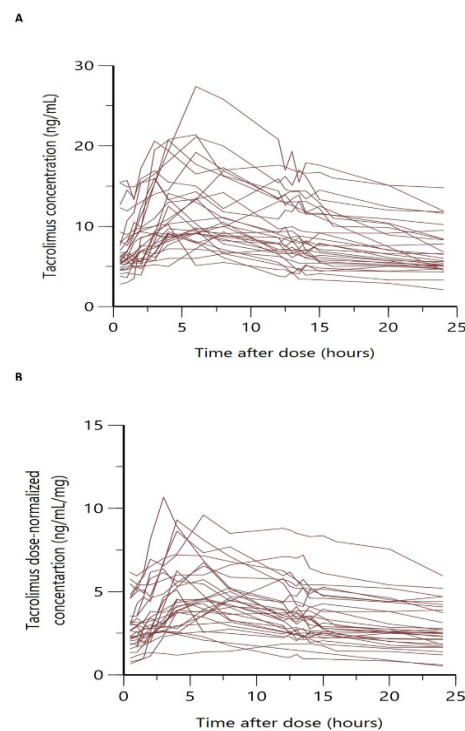 A
30
20
10
0
Tacrolimus concentration (ng/mL)
0 5 10 15 20 25
Time after dose (hours)
B
15
10
5
0
Tacrolimus dose-normalized
concentartion (ng/mL/mg)
0 5 10 15 20 25
Time after dose (hours)